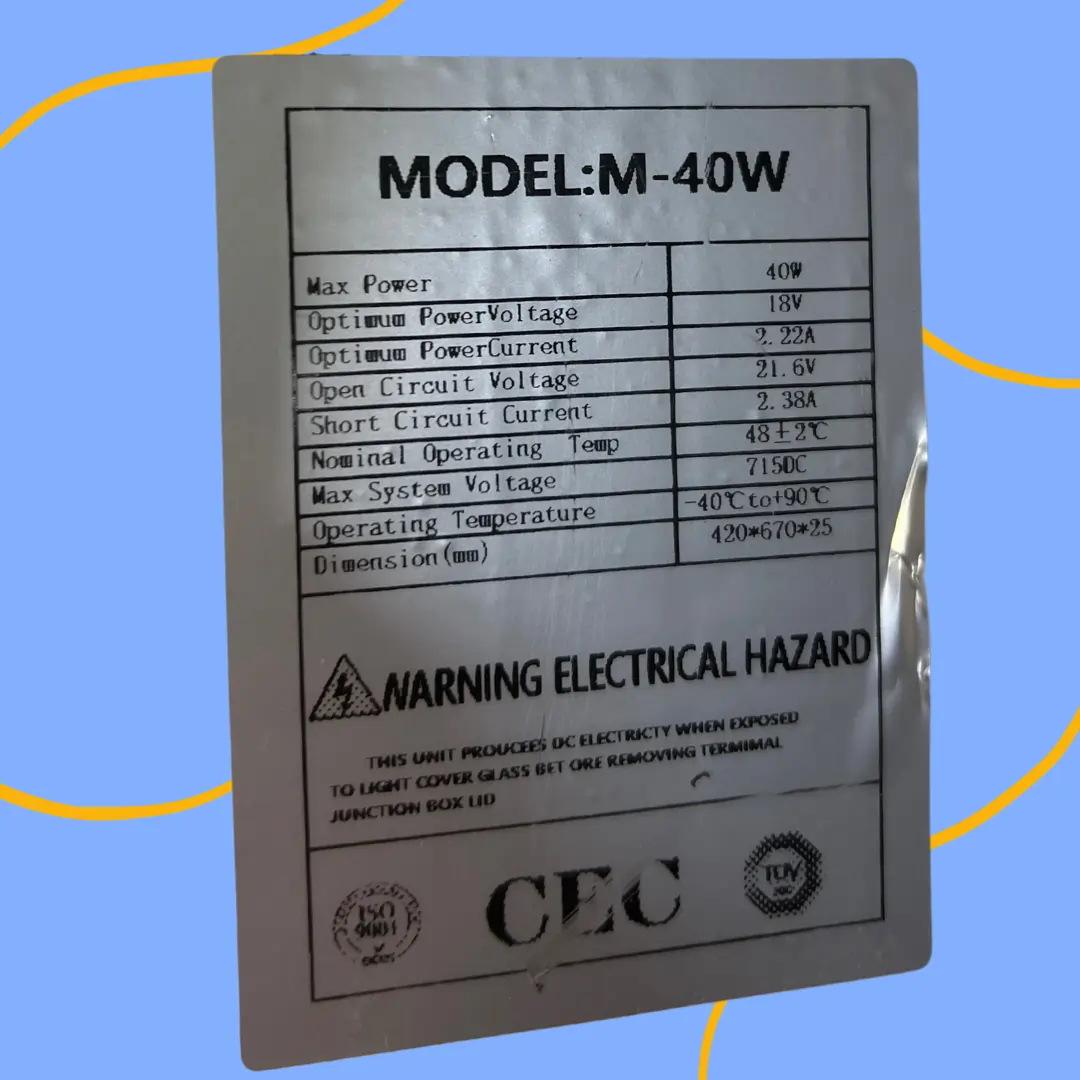 MODEL:M-40W
Max Power 40W
Optimum PowerVoltage 18V
Optimum PowerCurrent 2.22A
Open Circuit Voltage 21.6V
Short Circuit Current 2.38A
Nominal Operating Temp 48±2℃
Max System Voltage 715DC
Operating Temperature -40℃to+90℃
Dimension(mm) 420*670*25
WARNING ELECTRICAL HAZARD
THIS UNIT PROUCEES DC ELECTRICTY WHEN EXPOSED
TO LIGHT COVER GLASS BET ORE REMOVING TERMIMAL
JUNCTION BOX LID
ISO
9001
CEC
TUV